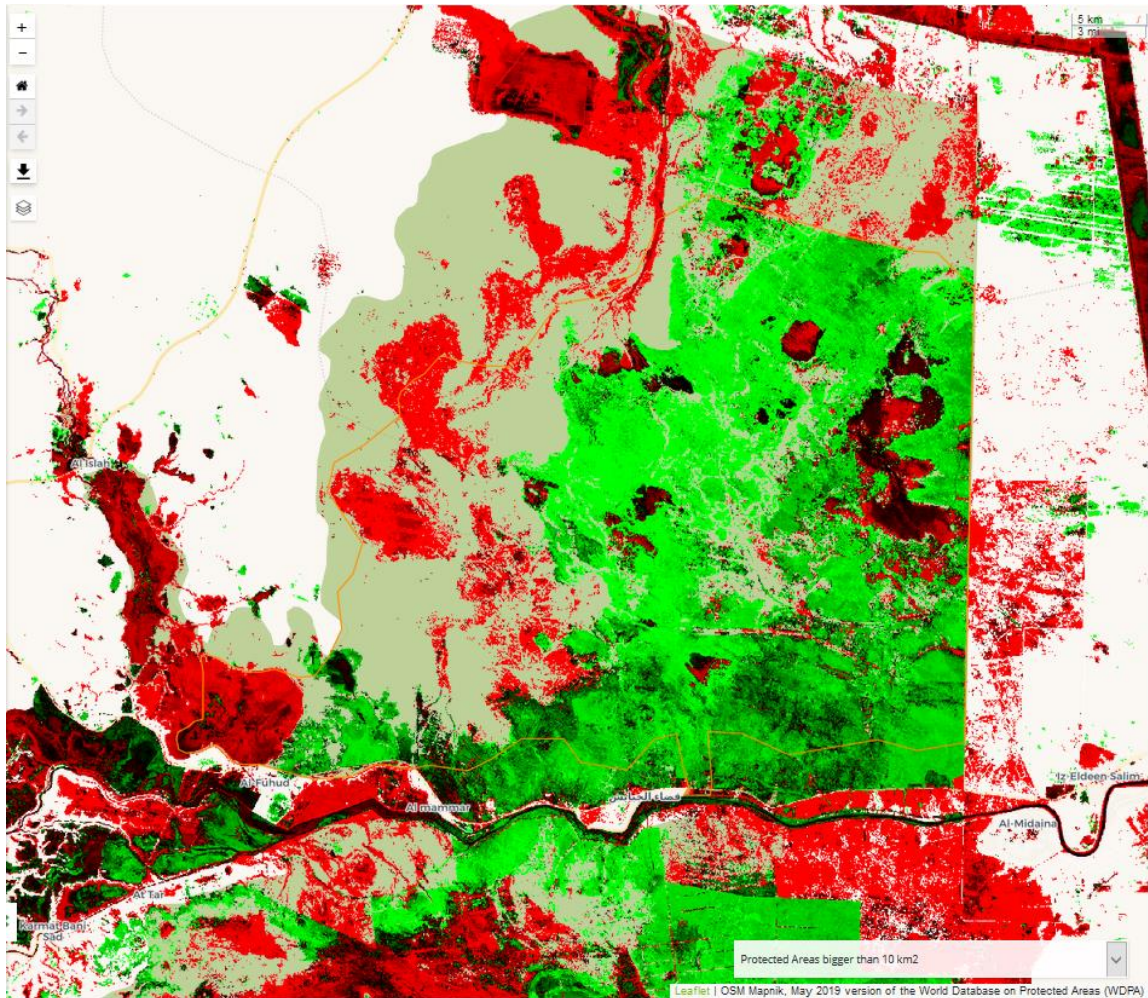 +
−
5 km
3 mi
Al Islah
Al-Fuhud
Al mammar
قضاء الجبايش
'Iz-Eldeen Salim
Al-Midaina
At Tar
Karmat Bani
Sad
Protected Areas bigger than 10 km2
Leaflet | OSM Mapnik, May 2019 version of the World Database on Protected Areas (WDPA)